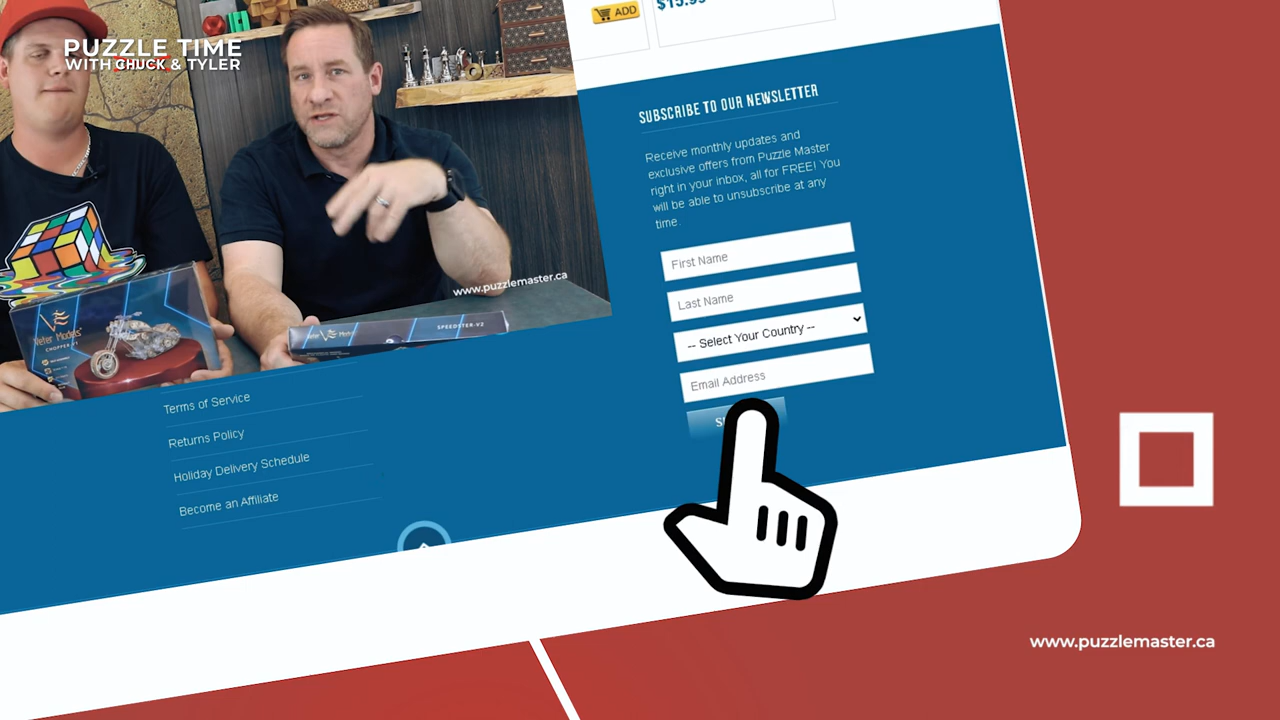 PUZZLE TIME
WITH CHUCK & TYLER
ADD
www.puzzlemaster.ca
SPEEDSTER-V2
CHOPPER-V1
Terms of Service
Returns Policy
Holiday Delivery Schedule
Become an Affiliate
SUBSCRIBE TO OUR NEWSLETTER
Receive monthly updates and
exclusive offers from Puzzle Master
right in your inbox, all for FREE! You
will be able to unsubscribe at any
time.
First Name
Last Name
-- Select Your Country --
Email Address
www.puzzlemaster.ca